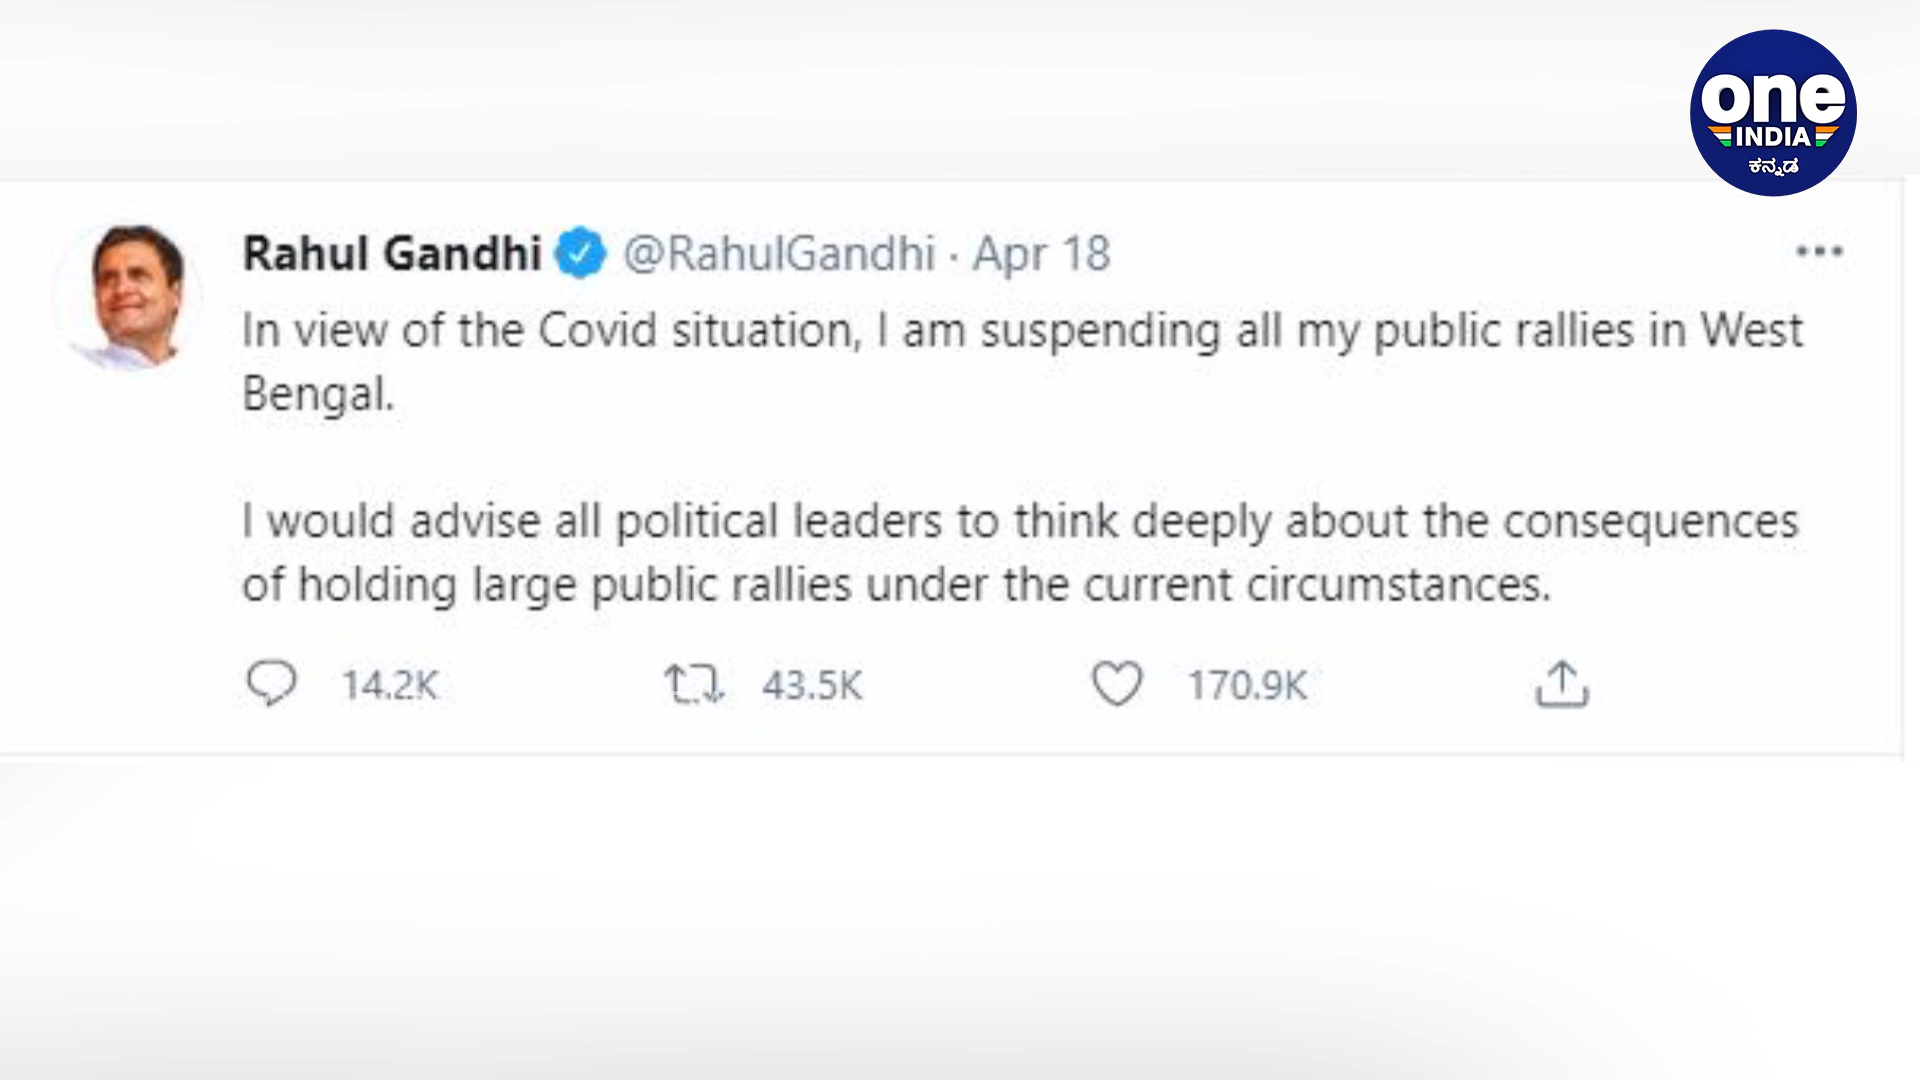 one
INDIA
ಕನ್ನಡ
Rahul Gandhi @RahulGandhi · Apr 18
In view of the Covid situation, I am suspending all my public rallies in West
Bengal.
I would advise all political leaders to think deeply about the consequences
of holding large public rallies under the current circumstances.
14.2K 43.5K 170.9K